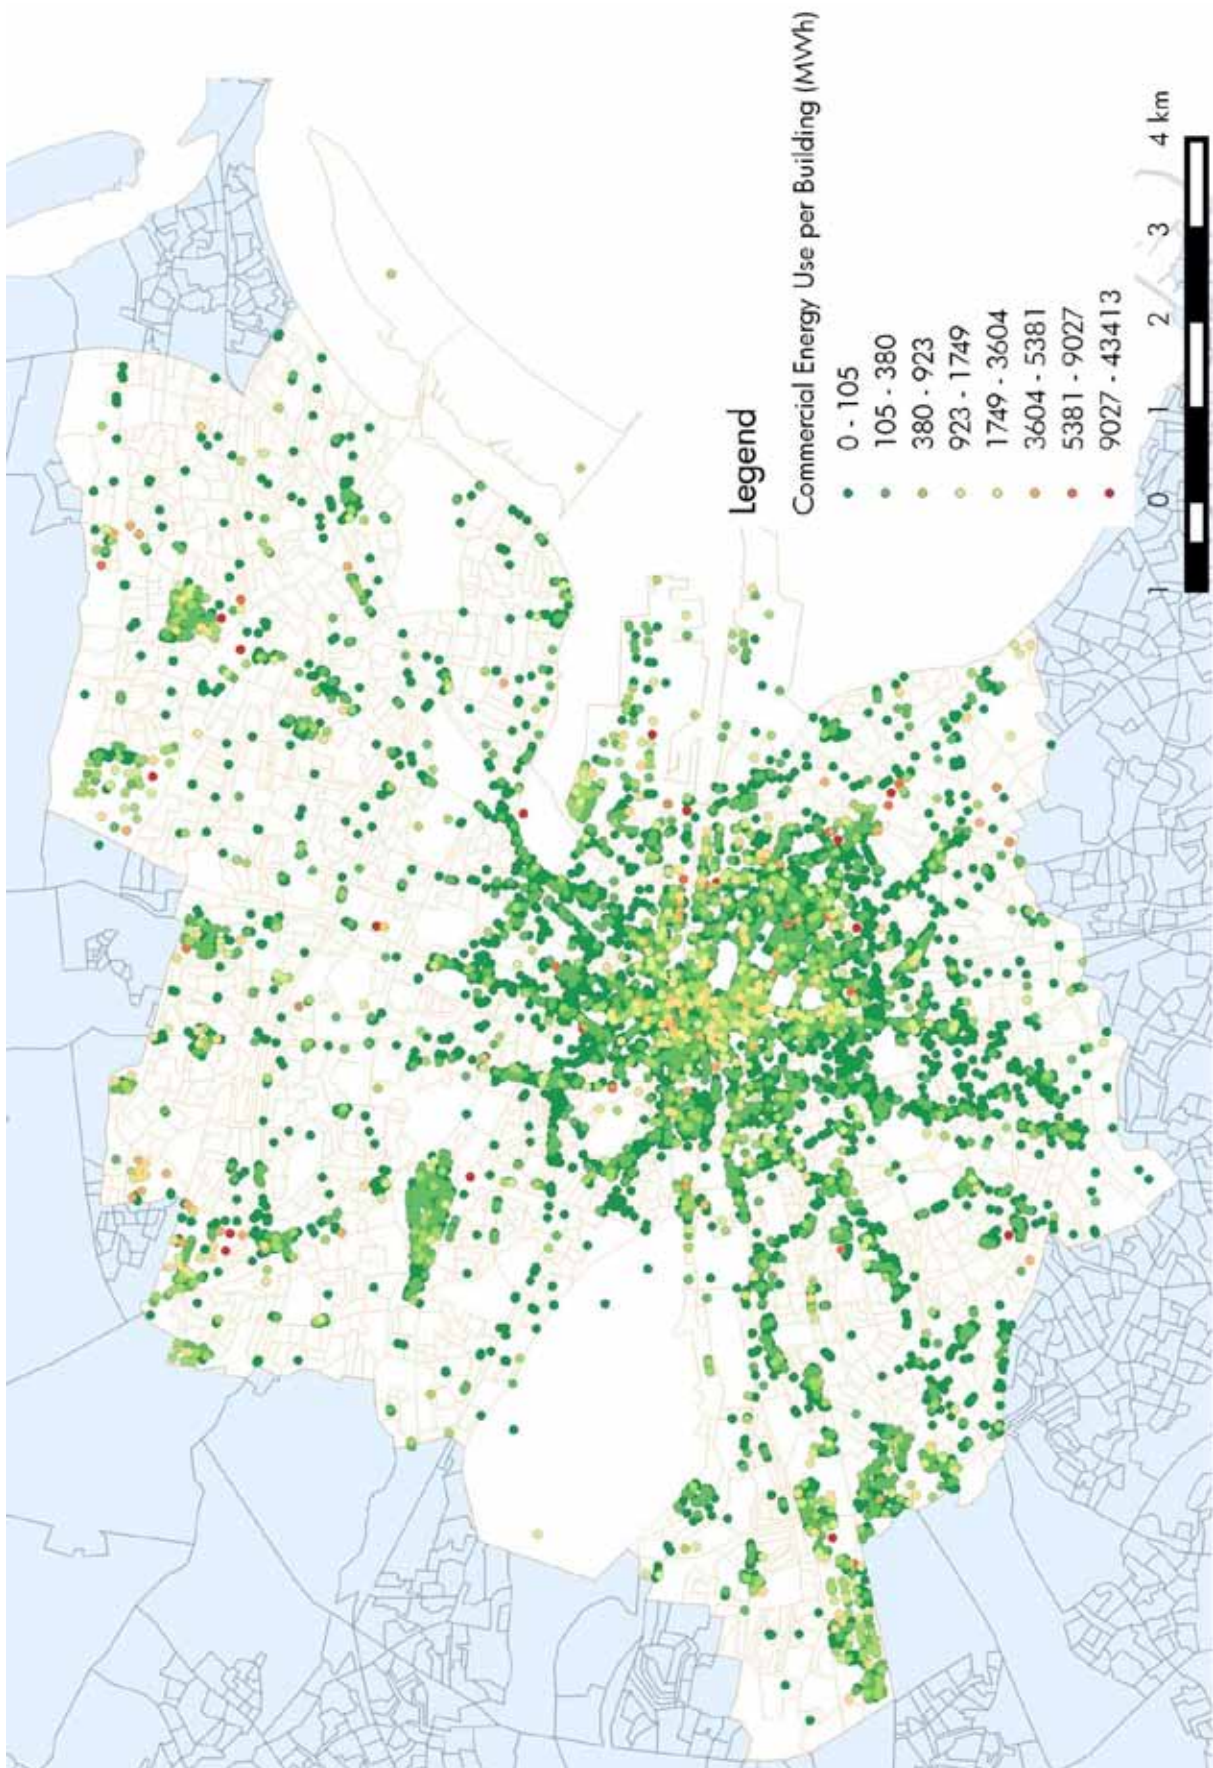 Legend
Commercial Energy Use per Building (MWh)
0 - 105
105 - 380
380 - 923
923 - 1749
1749 - 3604
3604 - 5381
5381 - 9027
9027 - 43413
1 0 1 2 3 4 km